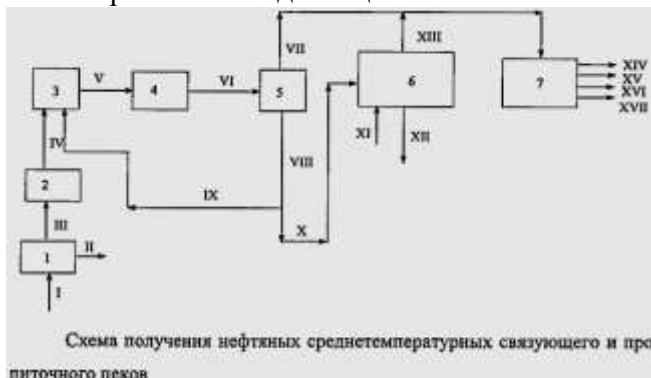 VII
XIII
XIV
XV
XVI
XVII
V
VI
3
4
5
6
7
IV
VIII
XI
XII
2
IX
III
X
II
1
I
Схема получения нефтяных среднетемпературных связующего и про
питочного пеков